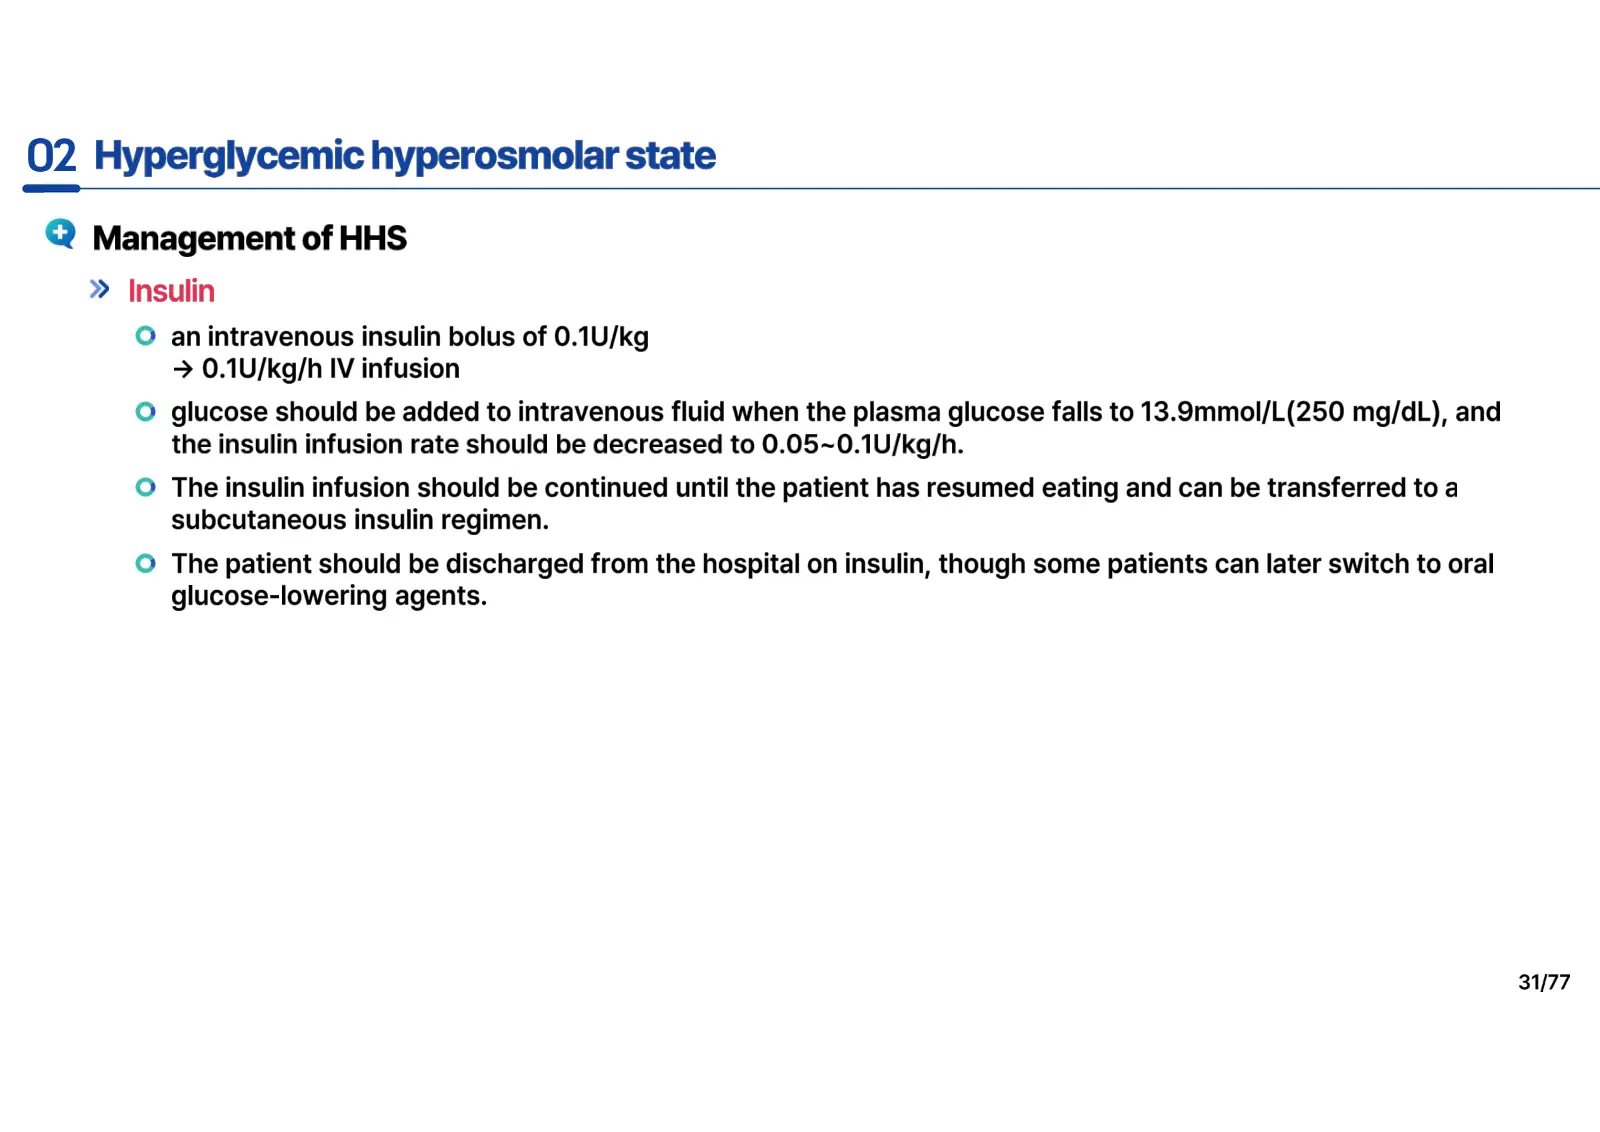 02 Hyperglycemic hyperosmolar state
Management of HHS
Insulin
an intravenous insulin bolus of 0.1U/kg
→ 0.1U/kg/h IV infusion
glucose should be added to intravenous fluid when the plasma glucose falls to 13.9mmol/L(250 mg/dL), and
the insulin infusion rate should be decreased to 0.05~0.1U/kg/h.
The insulin infusion should be continued until the patient has resumed eating and can be transferred to a
subcutaneous insulin regimen.
The patient should be discharged from the hospital on insulin, though some patients can later switch to oral
glucose-lowering agents.
31/77